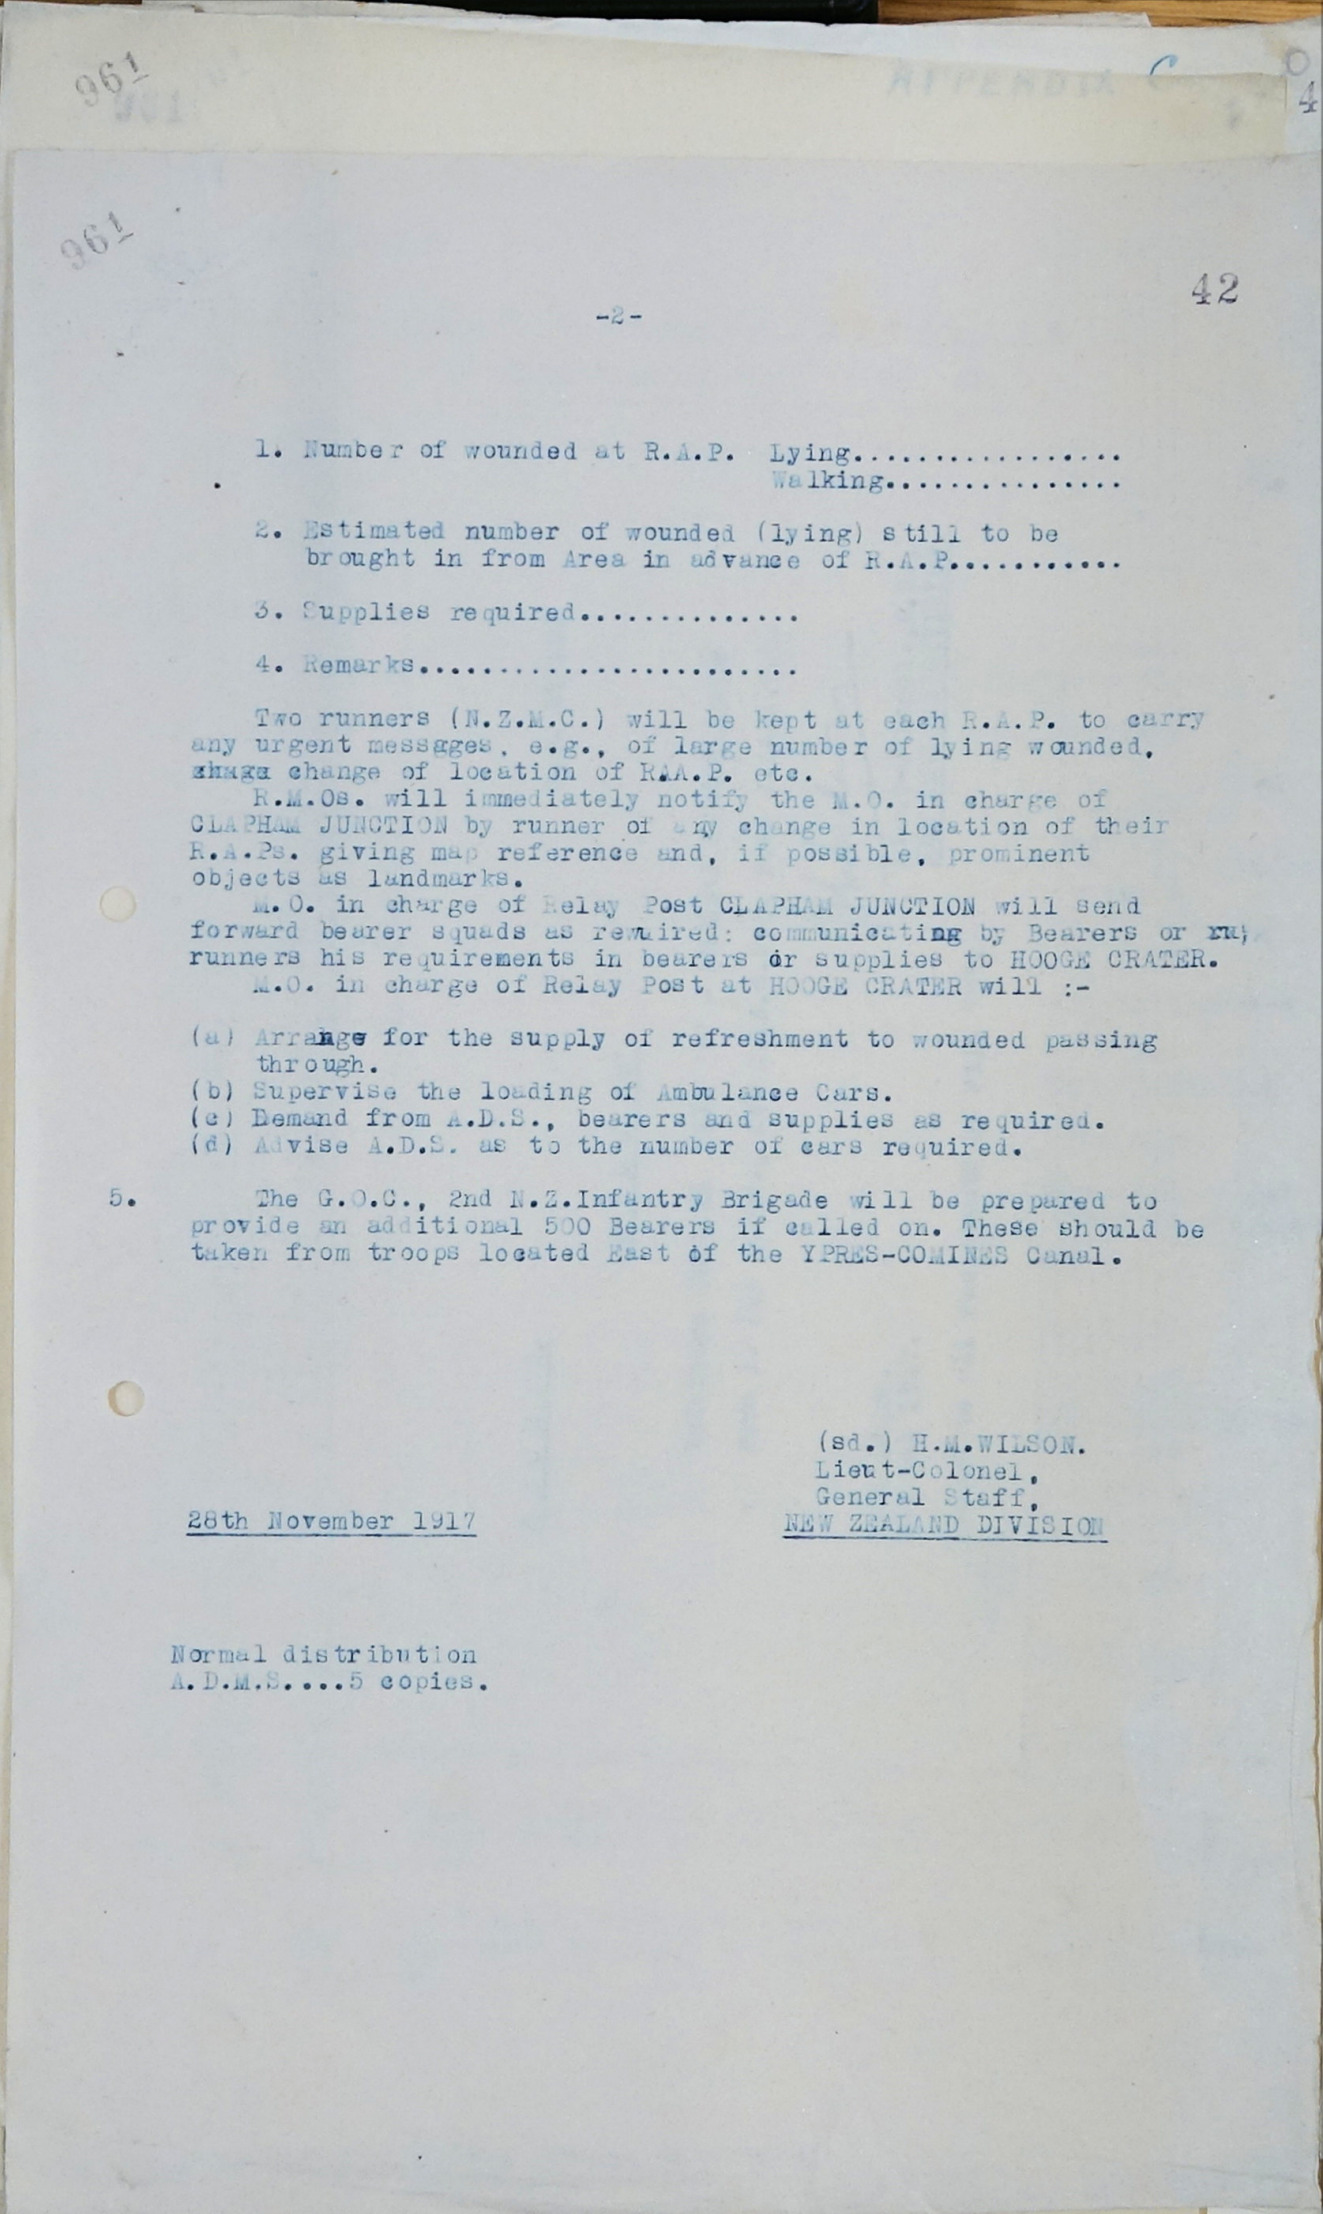 961
APPENDIX C
4
961
42
-2-
1. Number of wounded at R.A.P. Lying..................
Walking................
2. Estimated number of wounded (lying) still to be
brought in from Area in advance of R.A.P...........
3. Supplies required..............
4. Remarks........................
Two runners (N.Z.M.C.) will be kept at each R.A.P. to carry
any urgent messgges, e.g., of large number of lying wounded,
change of location of RAA.P. etc.
R.M.Os. will immediately notify the M.O. in charge of
CLAPHAM JUNCTION by runner of any change in location of their
R.A.Ps. giving map reference and, if possible, prominent
objects as landmarks.
M.O. in charge of Relay Post CLAPHAM JUNCTION will send
forward bearer squads as required: communicating by Bearers or
runners his requirements in bearers or supplies to HOOGE CRATER.
M.O. in charge of Relay Post at HOOGE CRATER will :-
(a) Arrange for the supply of refreshment to wounded passing
through.
(b) Supervise the loading of Ambulance Cars.
(c) Demand from A.D.S., bearers and supplies as required.
(d) Advise A.D.S. as to the number of cars required.
5. The G.O.C., 2nd N.Z.Infantry Brigade will be prepared to
provide an additional 500 Bearers if called on. These should be
taken from troops located East of the YPRES-COMINES Canal.
(sd.) H.M.WILSON.
Lieut-Colonel,
General Staff,
28th November 1917 NEW ZEALAND DIVISION
Normal distribution
A.D.M.S....5 copies.